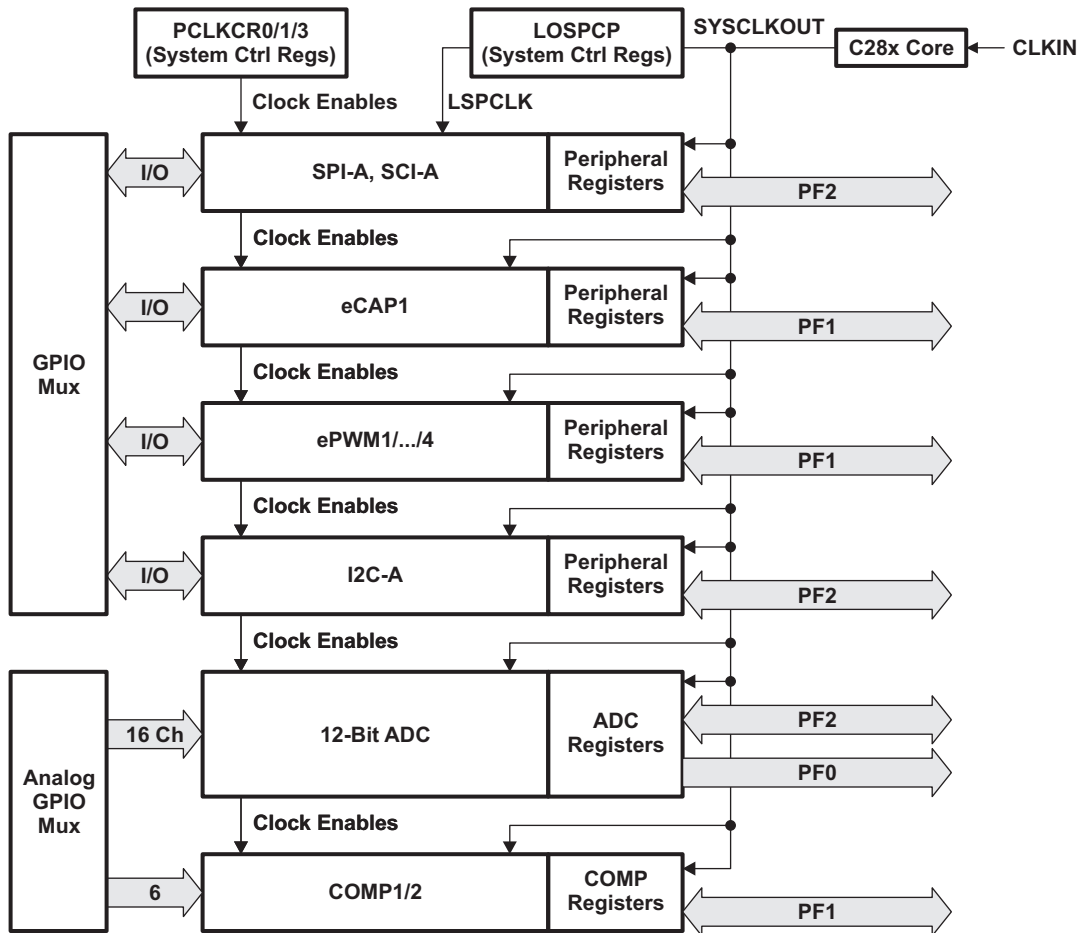 PCLKCR0/1/3
(System Ctrl Regs)
LOSPCP
(System Ctrl Regs)
SYSCLKOUT
C28x Core
CLKIN
Clock Enables
LSPCLK
I/O
SPI-A, SCI-A
Peripheral
Registers
PF2
Clock Enables
I/O
eCAP1
Peripheral
Registers
PF1
Clock Enables
GPIO
Mux
I/O
ePWM1/.../4
Peripheral
Registers
PF1
Clock Enables
I/O
I2C-A
Peripheral
Registers
PF2
Clock Enables
Analog
GPIO
Mux
16 Ch
12-Bit ADC
ADC
Registers
PF2
PF0
Clock Enables
6
COMP1/2
COMP
Registers
PF1